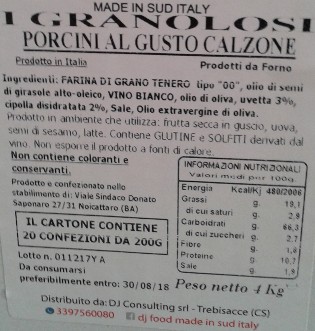 MADE IN SUD ITALY
I GRANOLOSI
PORCINI AL GUSTO CALZONE
Prodotto in Italia Prodotti da Forno
Ingredienti: FARINA DI GRANO TENERO tipo "00", olio di semi
di girasole alto-oleico, VINO BIANCO, olio di oliva, uvetta 3%,
cipolla disidratata 2%, Sale, Olio extravergine di oliva.
Prodotto in ambiente che utilizza: frutta secca in guscio, uova,
semi di sesamo, latte. Contiene GLUTINE e SOLFITI derivati dal
vino. Non esporre il prodotto a fonti di calore.
Non contiene coloranti e
conservanti.
Prodotto e confezionato nello
stabilimento di: Viale Sindaco Donato
Saponaro 27/31 Noicattaro (BA)
IL CARTONE CONTIENE
20 CONFEZIONI DA 200G
Lotto n. 011217Y A
Da consumarsi
preferibilmente entro: 30/08/18
INFORMAZIONI NUTRIZIONALI
Valori medi per 100g
Energia Kcal/Kj 480/2006
Grassi g. 19,1
di cui saturi g. 2,9
Carboidrati g. 66,3
di cui zuccheri g. 2,7
Fibre g.
Proteine g. 10,7
Sale g. 1,9
Peso netto 4 Kg
Distribuito da: DJ Consulting srl - Trebisacce (CS)
3397560080 f dj food made in sud italy